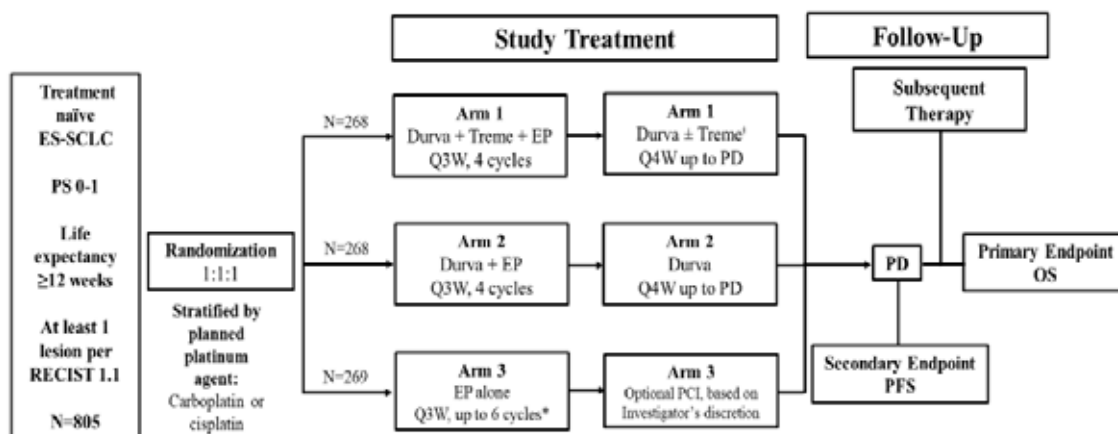 Study Treatment
Follow-Up
Treatment
naïve
ES-SCLC
PS 0-1
Life
expectancy
≥12 weeks
At least 1
lesion per
RECIST 1.1
N=805
Randomization
1:1:1
Stratified by
planned
platinum
agent:
Carboplatin or
cisplatin
N=268
Arm 1
Durva + Treme + EP
Q3W, 4 cycles
Arm 1
Durva ± Treme
Q4W up to PD
N=268
Arm 2
Durva + EP
Q3W, 4 cycles
Arm 2
Durva
Q4W up to PD
N=269
Arm 3
EP alone
Q3W, up to 6 cycles*
Arm 3
Optional PCI, based on
Investigator's discretion
Subsequent
Therapy
PD
Primary Endpoint
OS
Secondary Endpoint
PFS